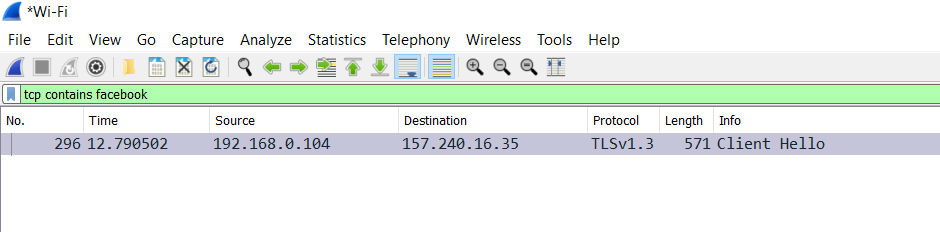 *Wi-Fi
File Edit View Go Capture Analyze Statistics Telephony Wireless Tools Help
tcp contains facebook
No. Time Source Destination Protocol Length Info
296 12.790502 192.168.0.104 157.240.16.35 TLSv1.3 571 Client Hello